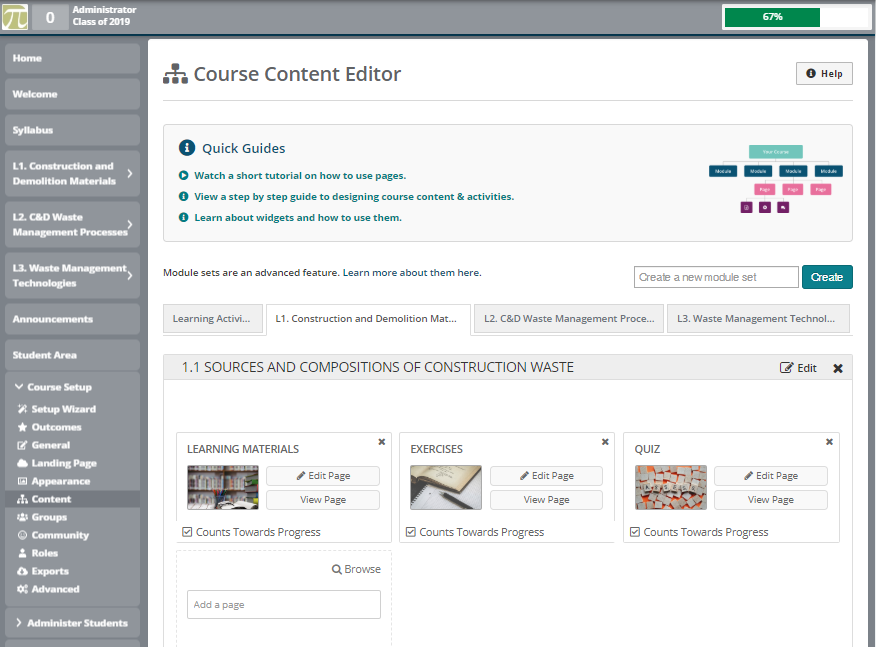 0
Administrator
Class of 2019
67%
Home
Welcome
Syllabus
L1. Construction and
Demolition Materials
L2. C&D Waste
Management Processes
L3. Waste Management
Technologies
Announcements
Student Area
Course Setup
Setup Wizard
Outcomes
General
Landing Page
Appearance
Content
Groups
Community
Roles
Exports
Advanced
Administer Students
Course Content Editor
Help
Quick Guides
Watch a short tutorial on how to use pages.
View a step by step guide to designing course content & activities.
Learn about widgets and how to use them.
Your Course
Module Module Module Module
Page Page Page
Module sets are an advanced feature. Learn more about them here.
Create a new module set
Create
Learning Activi...
L1. Construction and Demolition Mat...
L2. C&D Waste Management Proce...
L3. Waste Management Technol...
1.1 SOURCES AND COMPOSITIONS OF CONSTRUCTION WASTE
Edit
LEARNING MATERIALS
Edit Page
View Page
Counts Towards Progress
EXERCISES
Edit Page
View Page
Counts Towards Progress
QUIZ
Edit Page
View Page
Counts Towards Progress
Browse
Add a page